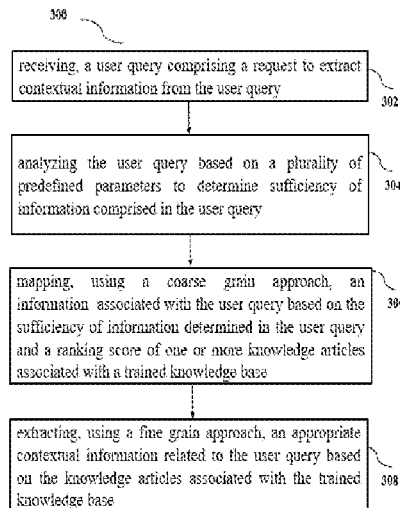 300
receiving, a user query comprising a request to extract
contextual information from the user query
302
analyzing the user query based on a plurality of
predefined parameters to determine sufficiency of
information comprised in the user query
304
mapping, using a coarse grain approach, an
information associated with the user query based on the
sufficiency of information determined in the user query
and a ranking score of one or more knowledge articles
associated with a trained knowledge base
extracting, using a fine grain approach, an appropriate
contextual information related to the user query based
on the knowledge articles associated with the trained
knowledge base
308